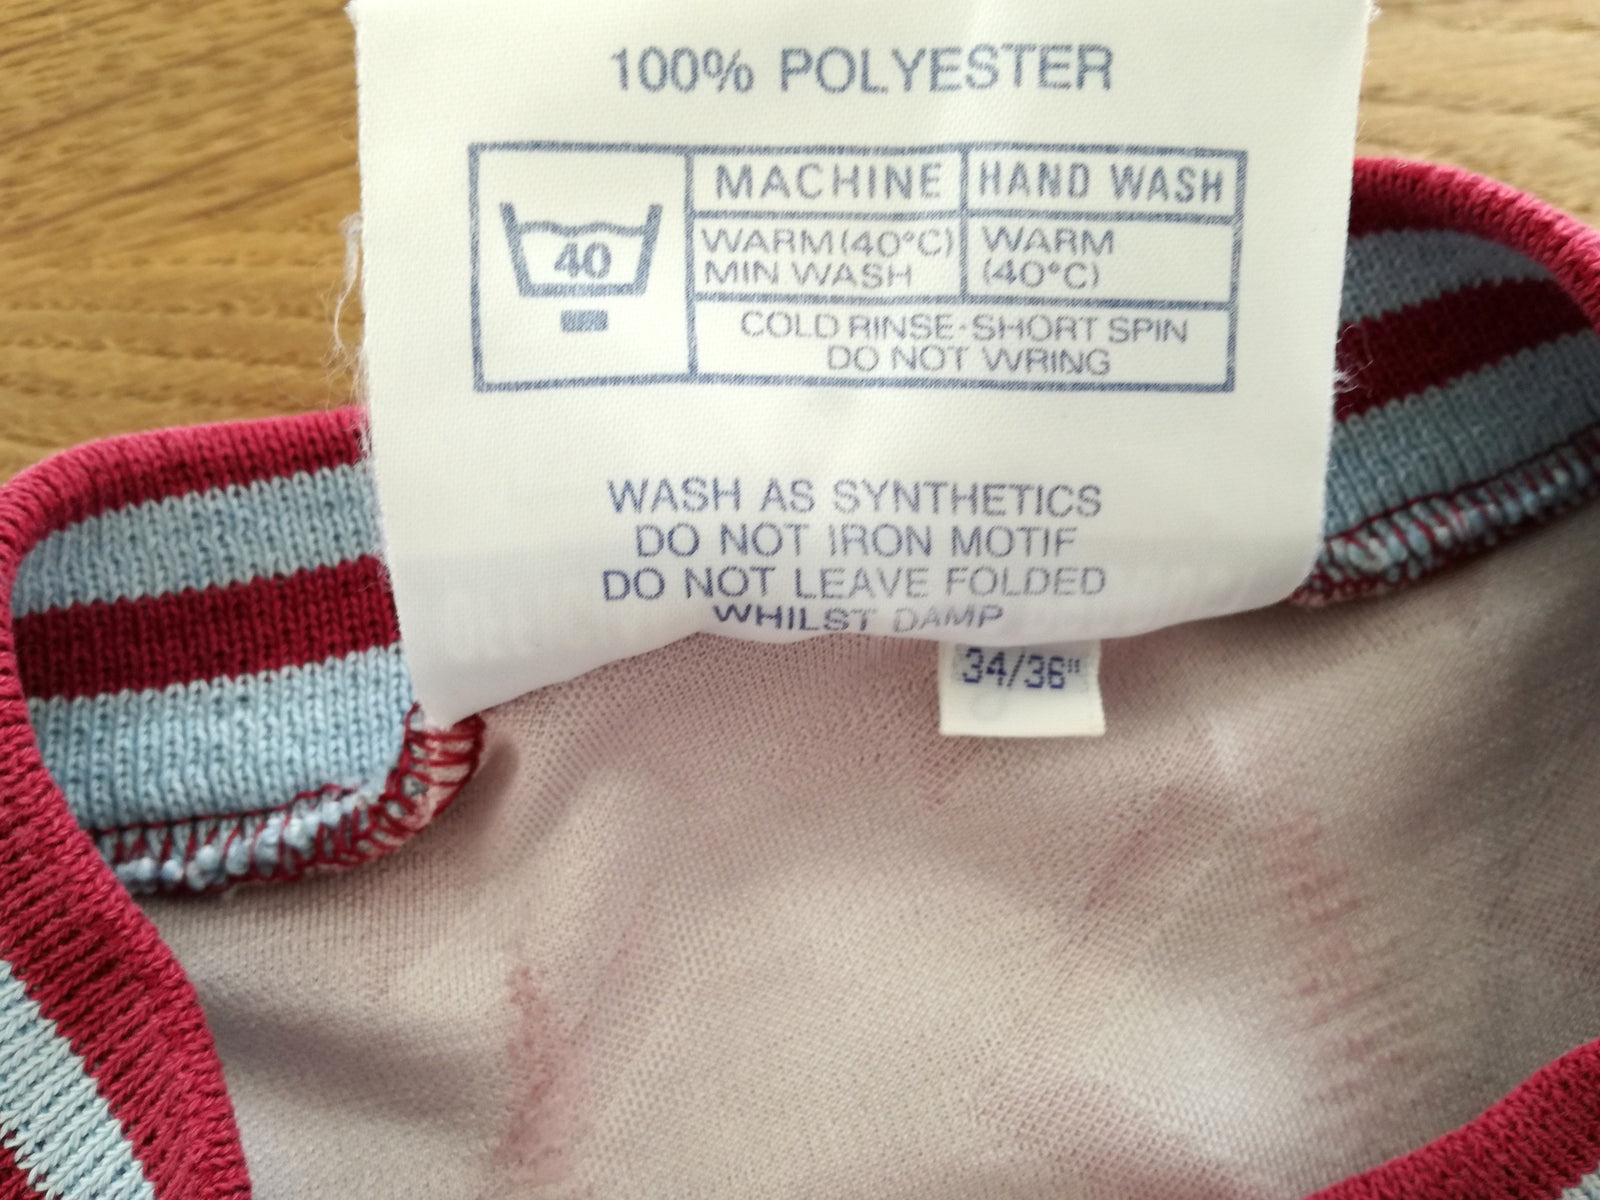 100% POLYESTER
MACHINE HAND WASH
40
WARM (40°C) WARM
MIN. WASH (40°C)
COLD RINSE-SHORT SPIN
DO NOT WRING
WASH AS SYNTHETICS
DO NOT IRON MOTIF
DO NOT LEAVE FOLDED
WHILST DAMP
34/36"